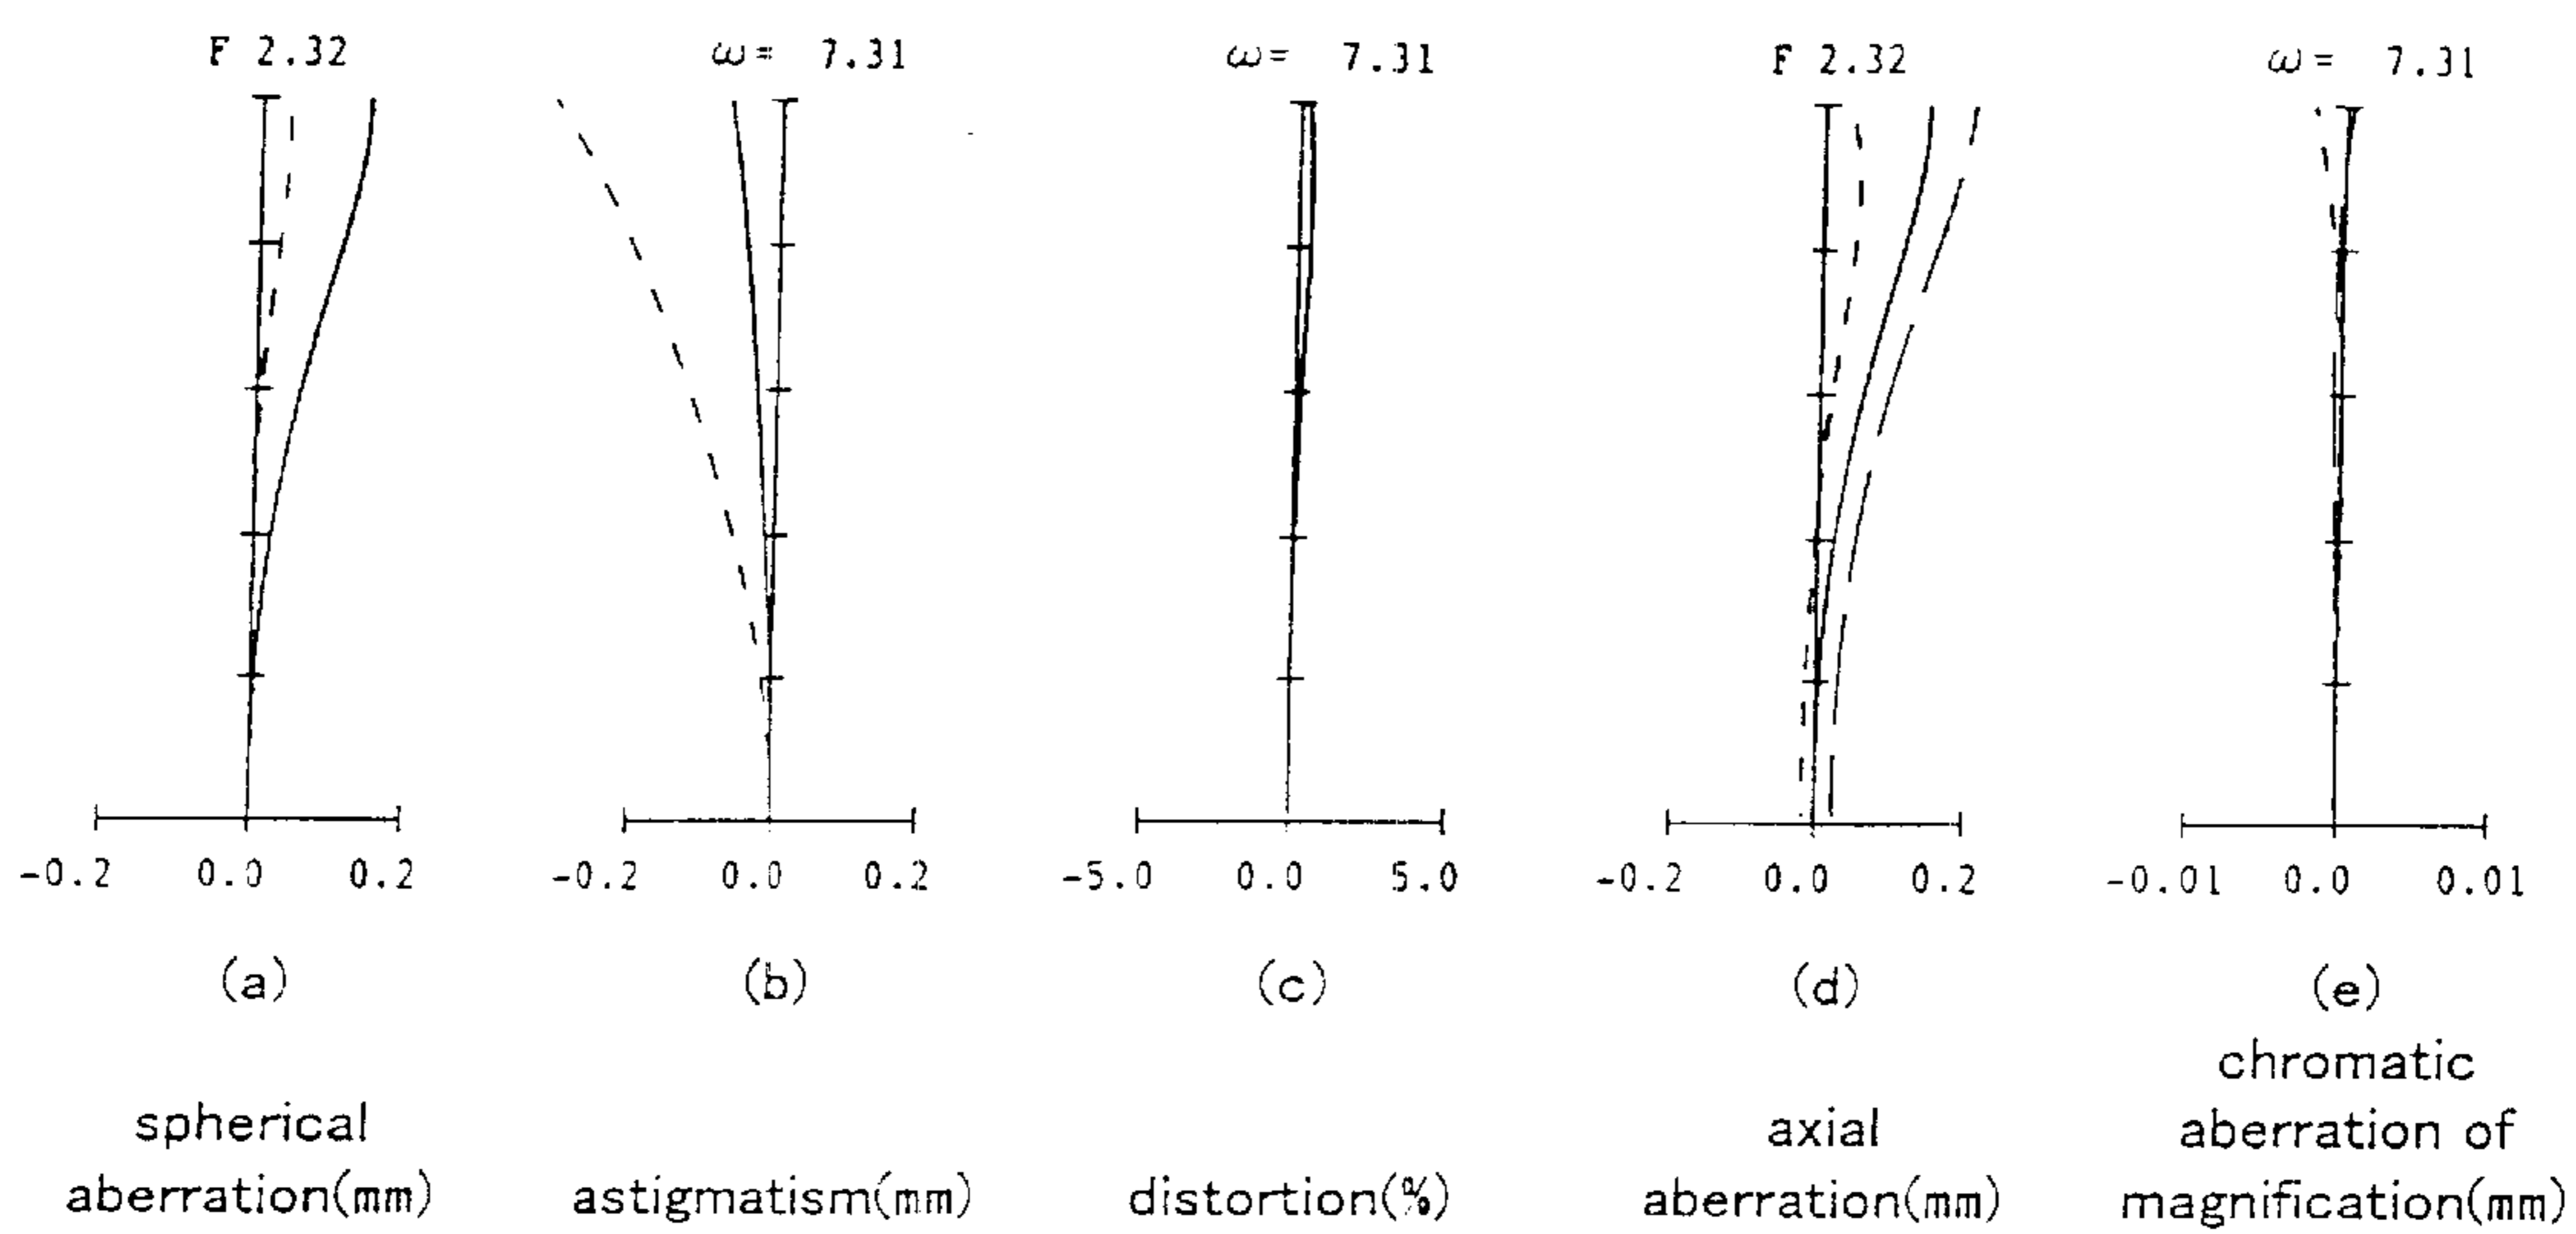 F 2.32
ω= 7.31
ω= 7.31
F 2.32
ω= 7.31
-0.2 0.0 0.2
-0.2 0.0 0.2
-5.0 0.0 5.0
-0.2 0.0 0.2
-0.01 0.0 0.01
(a)
(b)
(c)
(d)
(e)
spherical
aberration(mm)
astigmatism(mm)
distortion(%)
axial
aberration(mm)
chromatic
aberration of
magnification(mm)